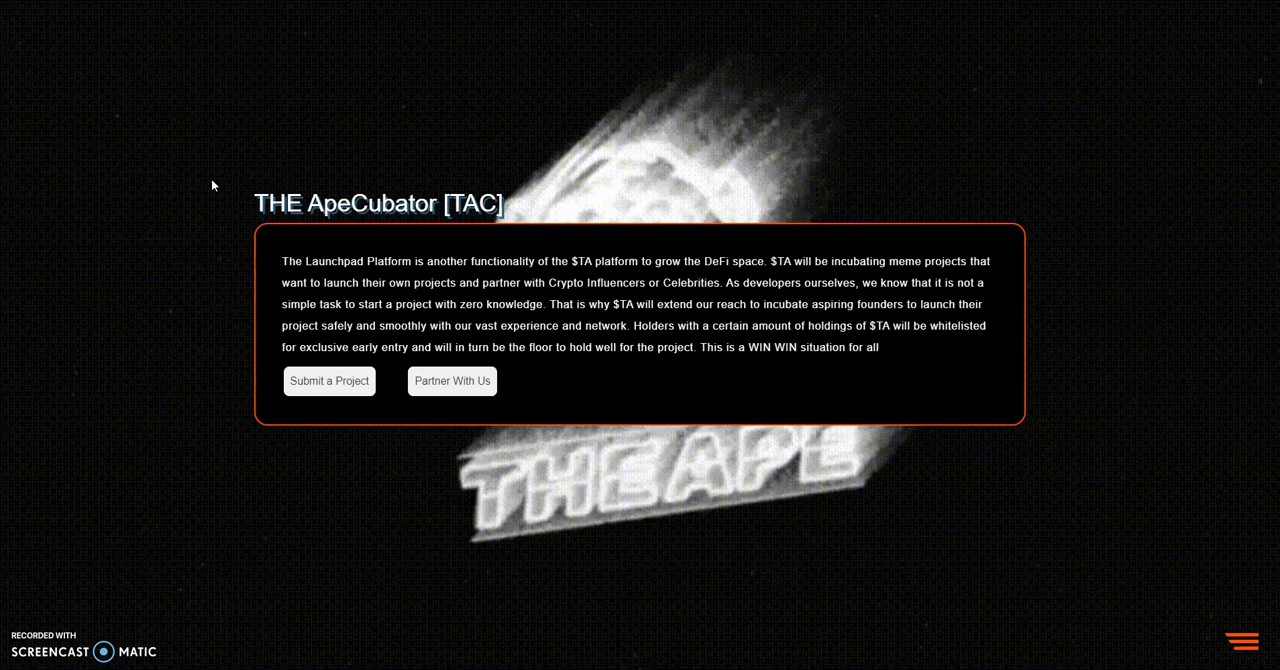 THE ApeCubator [TAC]
The Launchpad Platform is another functionality of the $TA platform to grow the DeFi space. $TA will be incubating meme projects that
want to launch their own projects and partner with Crypto Influencers or Celebrities. As developers ourselves, we know that it is not a
simple task to start a project with zero knowledge. That is why $TA will extend our reach to incubate aspiring founders to launch their
project safely and smoothly with our vast experience and network. Holders with a certain amount of holdings of $TA will be whitelisted
for exclusive early entry and will in turn be the floor to hold well for the project. This is a WIN WIN situation for all
Submit a Project Partner With Us
THE APE
RECORDED WITH
SCREENCAST MATIC